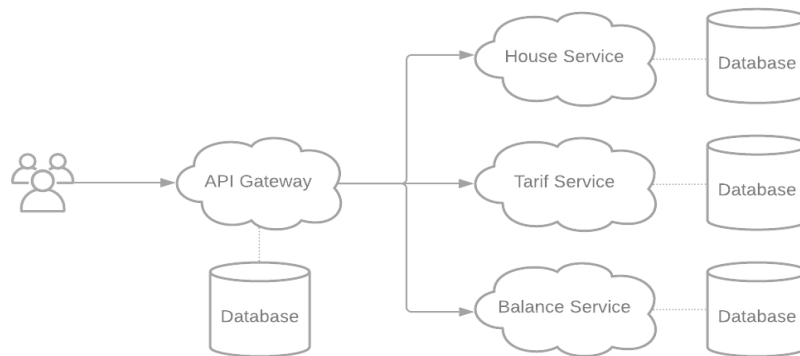 House Service
Database
API Gateway
Tarif Service
Database
Database
Balance Service
Database